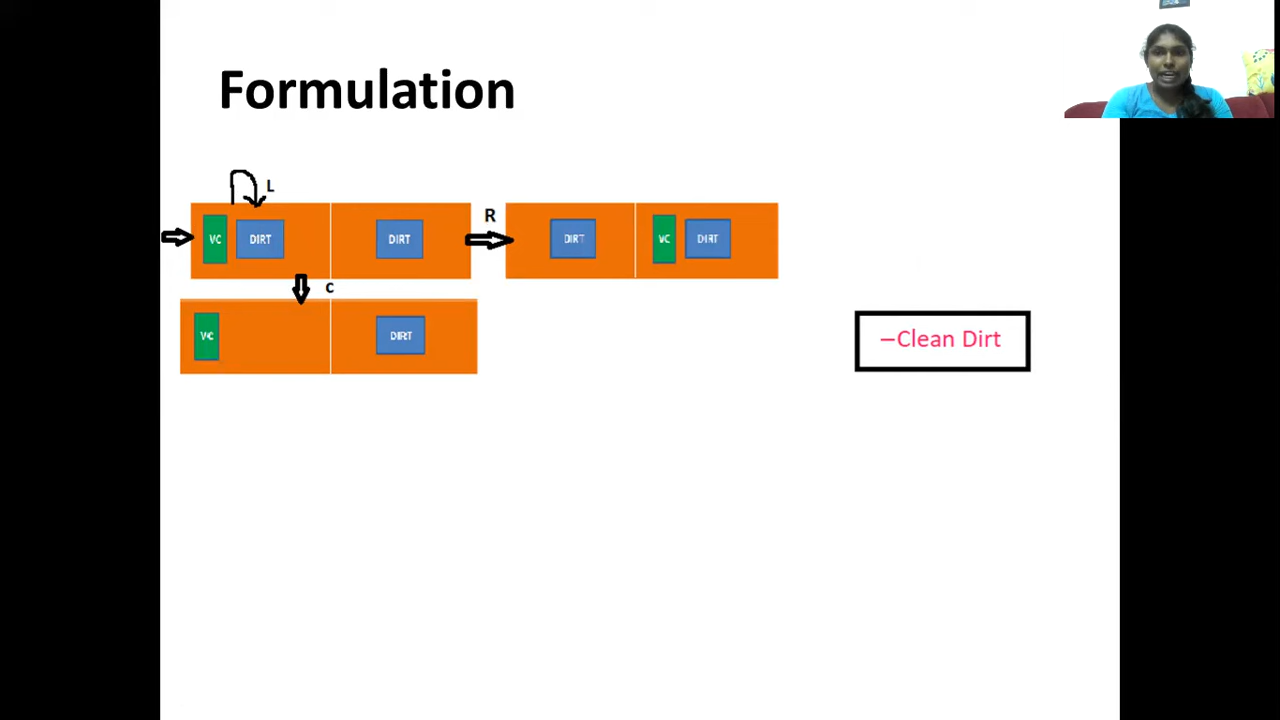 Formulation
L
VC DIRT DIRT
R
DIRT VC DIRT
C
VC DIRT
–Clean Dirt